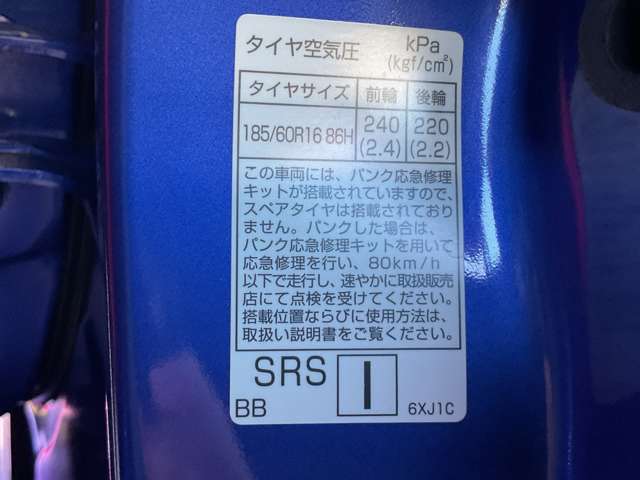 タイヤ空気圧 kPa
(kgf/cm²)
タイヤサイズ 前輪 後輪
185/60R16 86H 240 220
(2.4) (2.2)
この車両には、パンク応急修理
キットが搭載されていますので、
スペアタイヤは搭載されており
ません。パンクした場合は、
パンク応急修理キットを用いて
応急修理を行い、80km/h
以下で走行し、速やかに取扱販売
店にて点検を受けてください。
搭載位置ならびに使用方法は、
取扱い説明書をご覧ください。
SRS I
BB 6XJ1C